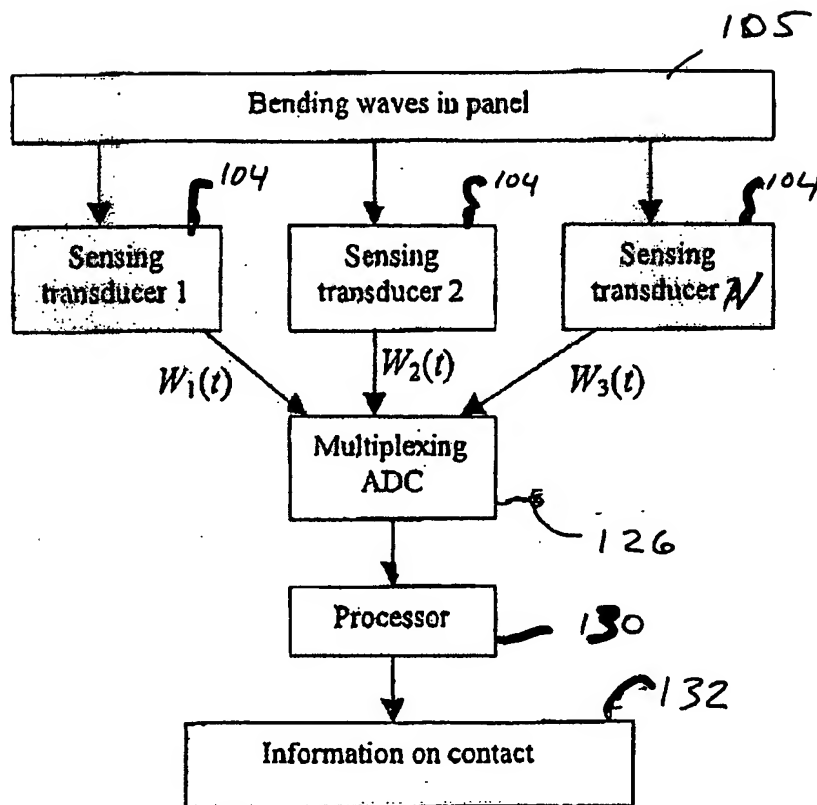 105
Bending waves in panel
104
104
104
Sensing
transducer 1
Sensing
transducer 2
Sensing
transducer N
W1(t)
W2(t)
W3(t)
Multiplexing
ADC
126
Processor
130
132
Information on contact